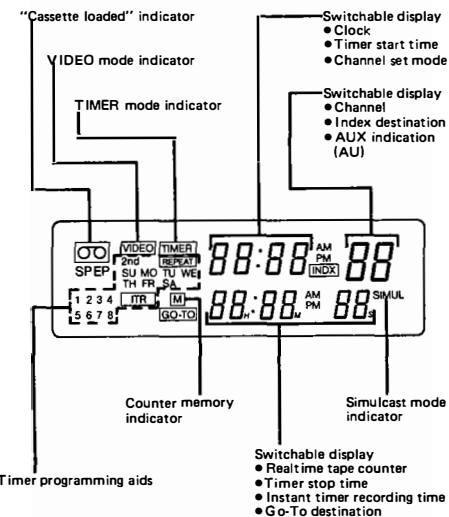 "Cassette loaded" indicator
VIDEO mode indicator
TIMER mode indicator
Switchable display
● Clock
● Timer start time
● Channel set mode
Switchable display
● Channel
● Index destination
● AUX indication
(AU)
VIDEO TIMER
2nd REPEAT
SP EP
SU MO TU WE
TH FR SA
88:88 AM
PM
INDX
88
1 2 3 4
5 6 7 8
ITR M
GO-TO
88H:88M AM
PM
88S
SIMUL
Counter memory
indicator
Simulcast mode
indicator
Timer programming aids
Switchable display
● Realtime tape counter
● Timer stop time
● Instant timer recording time
● Go-To destination